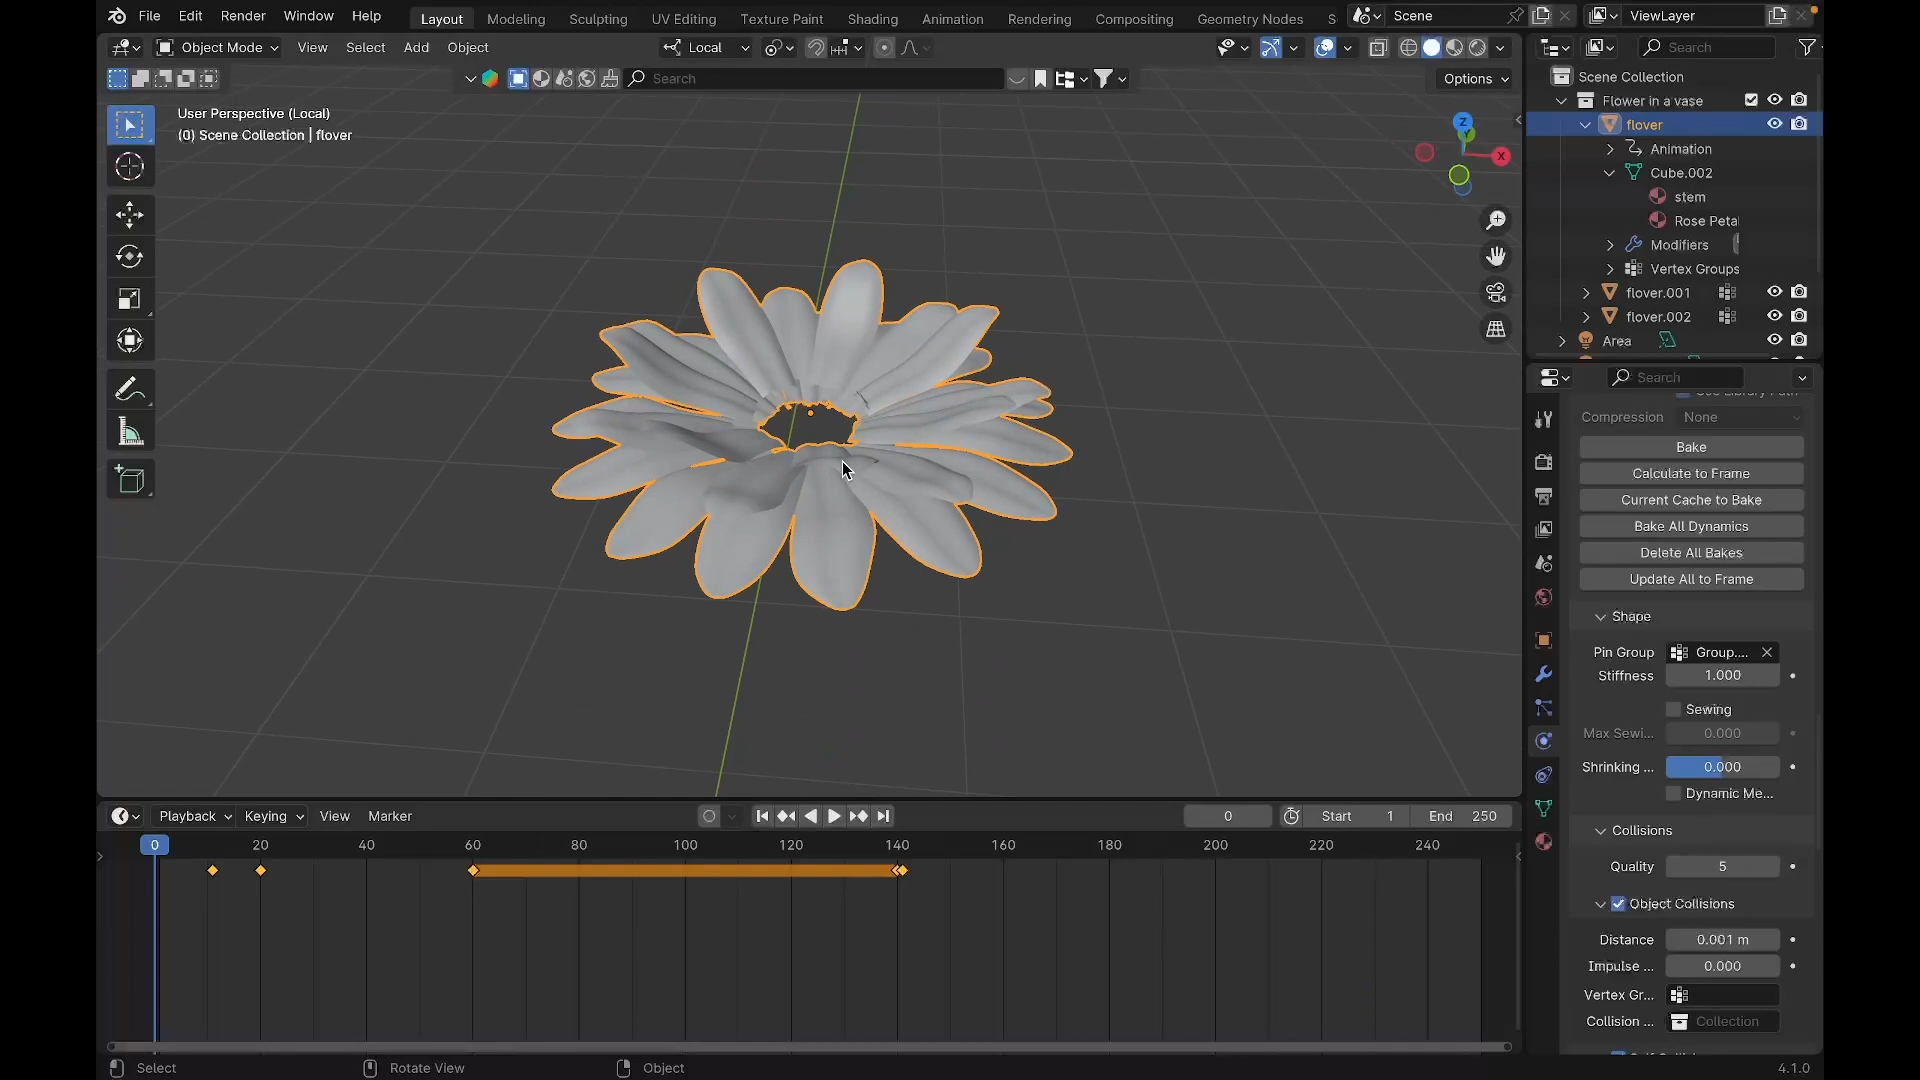 File Edit Render Window Help Layout Modeling Sculpting UV Editing Texture Paint Shading Animation Rendering Compositing Geometry Nodes S Scene ViewLayer
Object Mode View Select Add Object Local Search
Search Options
User Perspective (Local)
(0) Scene Collection | flover
Z
Y
X
Scene Collection
Flower in a vase
flover
Animation
Cube.002
stem
Rose Peta
Modifiers
Vertex Groups
flover.001
flover.002
Area
Search
Compression None
Bake
Calculate to Frame
Current Cache to Bake
Bake All Dynamics
Delete All Bakes
Update All to Frame
Shape
Pin Group Group....
Stiffness 1.000
Sewing
Max Sewi... 0.000
Shrinking ... 0.000
Dynamic Me...
Collisions
Quality 5
Object Collisions
Distance 0.001 m
Impulse ... 0.000
Vertex Gr...
Collision ... Collection
Playback Keying View Marker 0 Start 1 End 250
0 20 40 60 80 100 120 140 160 180 200 220 240
Select Rotate View Object 4.1.0